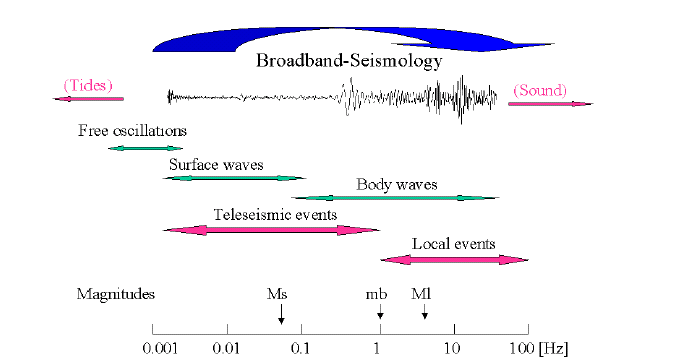 Broadband-Seismology
(Tides)
(Sound)
Free oscillations
Surface waves
Body waves
Teleseismic events
Local events
Magnitudes Ms mb Ml
0.001 0.01 0.1 1 10 100 [Hz]